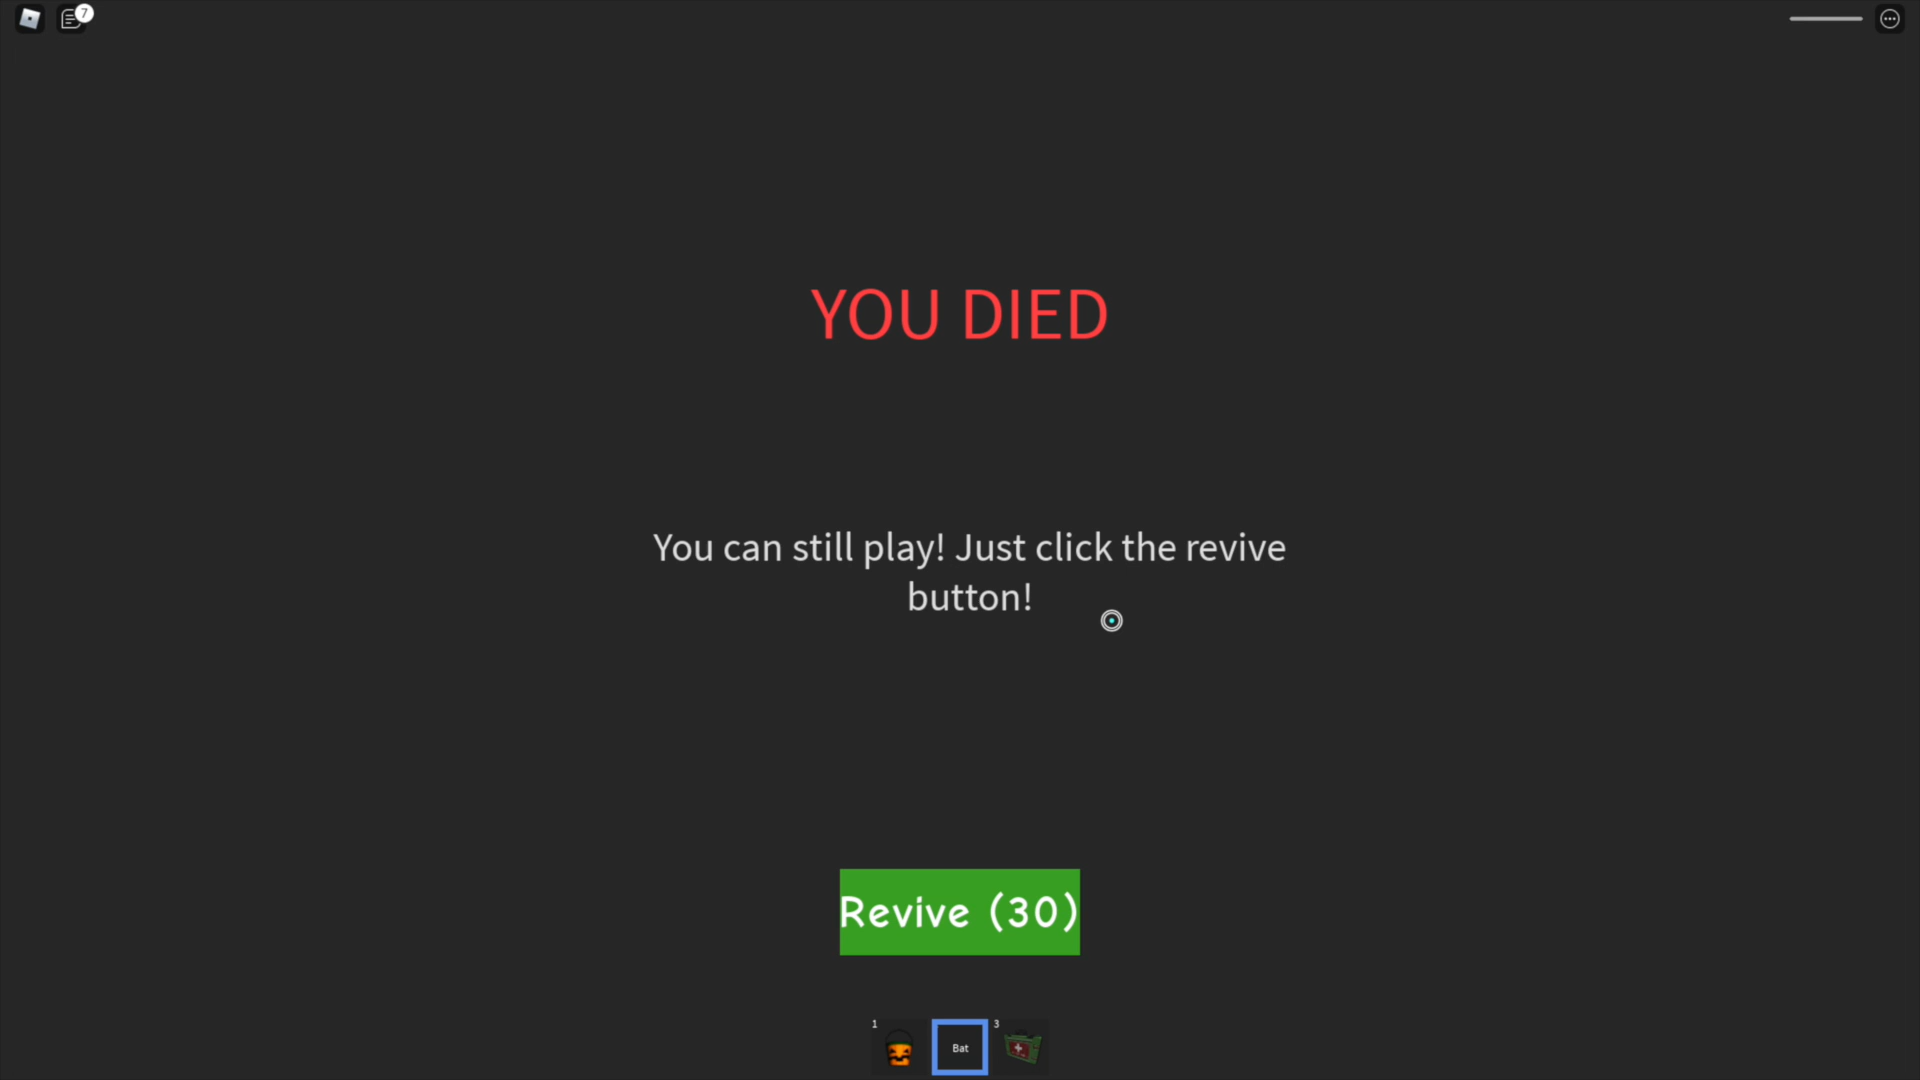 7
YOU DIED
You can still play! Just click the revive
button!
Revive (30)
1
Bat
3